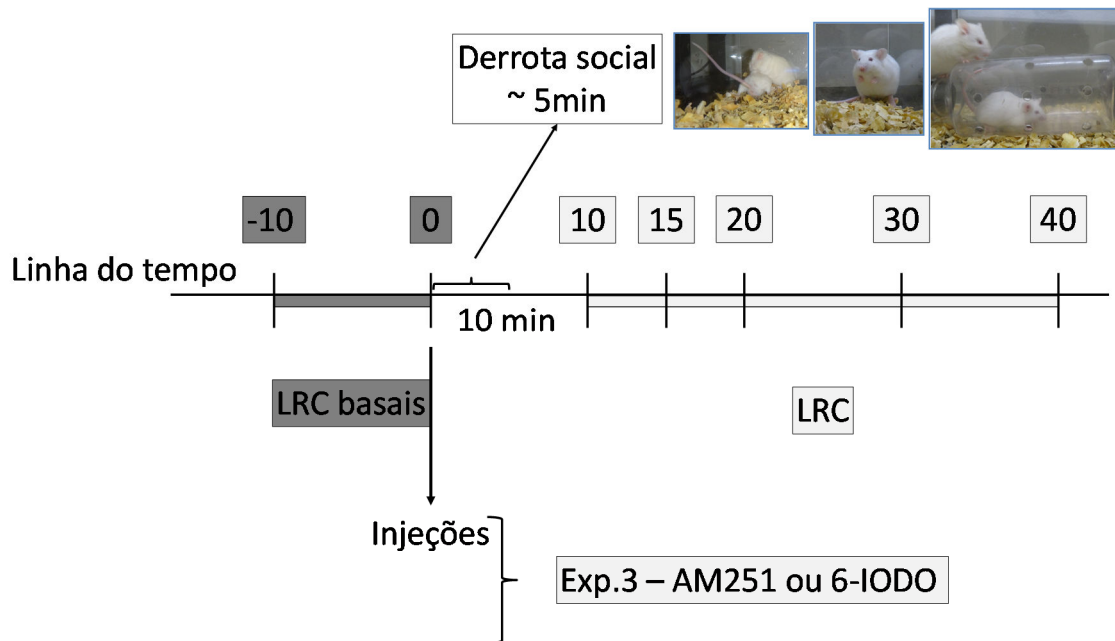 Derrota social
~ 5min
-10
0
10
15
20
30
40
Linha do tempo
10 min
LRC basais
LRC
Injeções
Exp.3 – AM251 ou 6-IODO